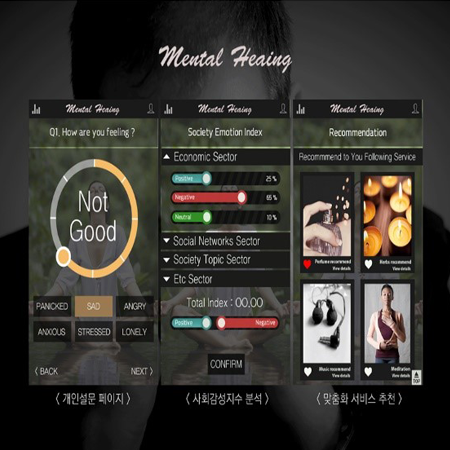 Mental Heaing
Mental Heaing
Q1. How are you feeling ?
Not
Good
PANICKED
SAD
ANGRY
ANXIOUS
STRESSED
LONELY
< BACK
NEXT >
< 개인설문 페이지 >
Mental Heaing
Society Emotion Index
Economic Sector
Positive 25 %
Negative 65 %
Neutral 10 %
Social Networks Sector
Society Topic Sector
Etc Sector
Total Index : 00.00
Positive
Negative
CONFIRM
< 사회감성지수 분석 >
Mental Heaing
Recommendation
Recommmend to You Following Service
Perfume recommend
View details
Herbs recommend
View details
Music recommend
View details
Meditation
View details
TOP
< 맞춤화 서비스 추천 >